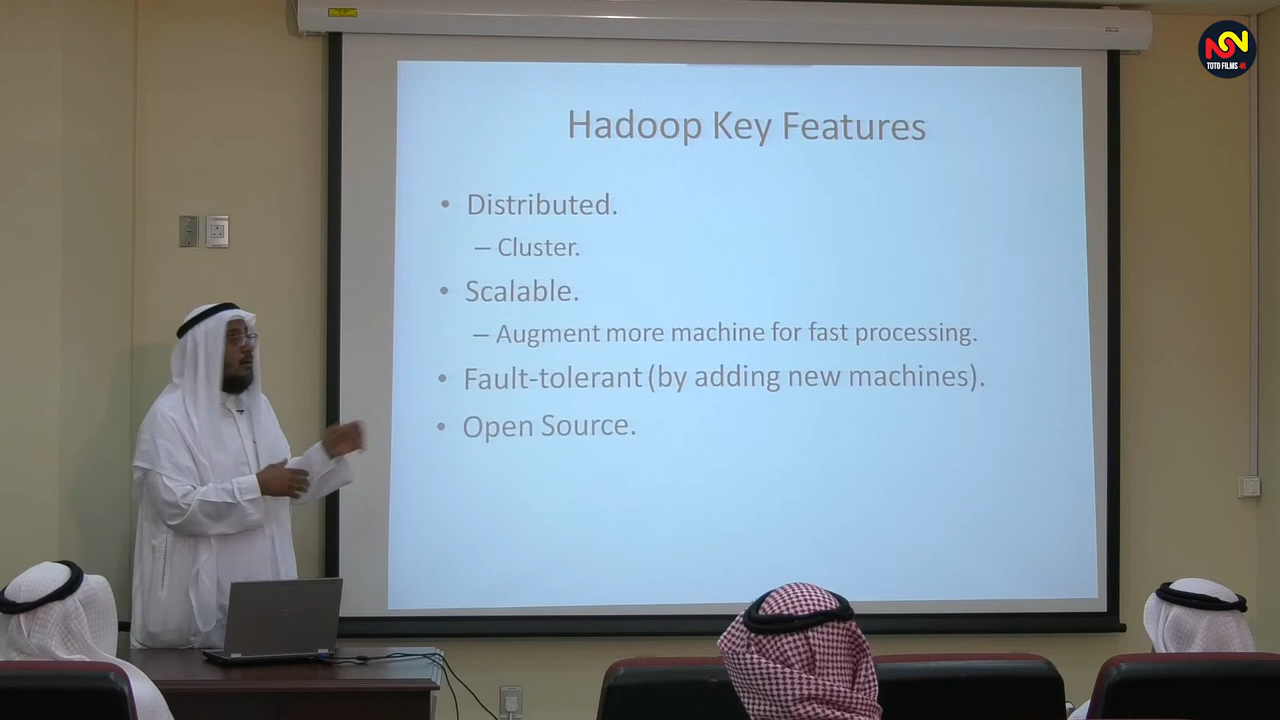 Hadoop Key Features
• Distributed.
– Cluster.
• Scalable.
– Augment more machine for fast processing.
• Fault-tolerant (by adding new machines).
• Open Source.
TOTO FILMS 4K